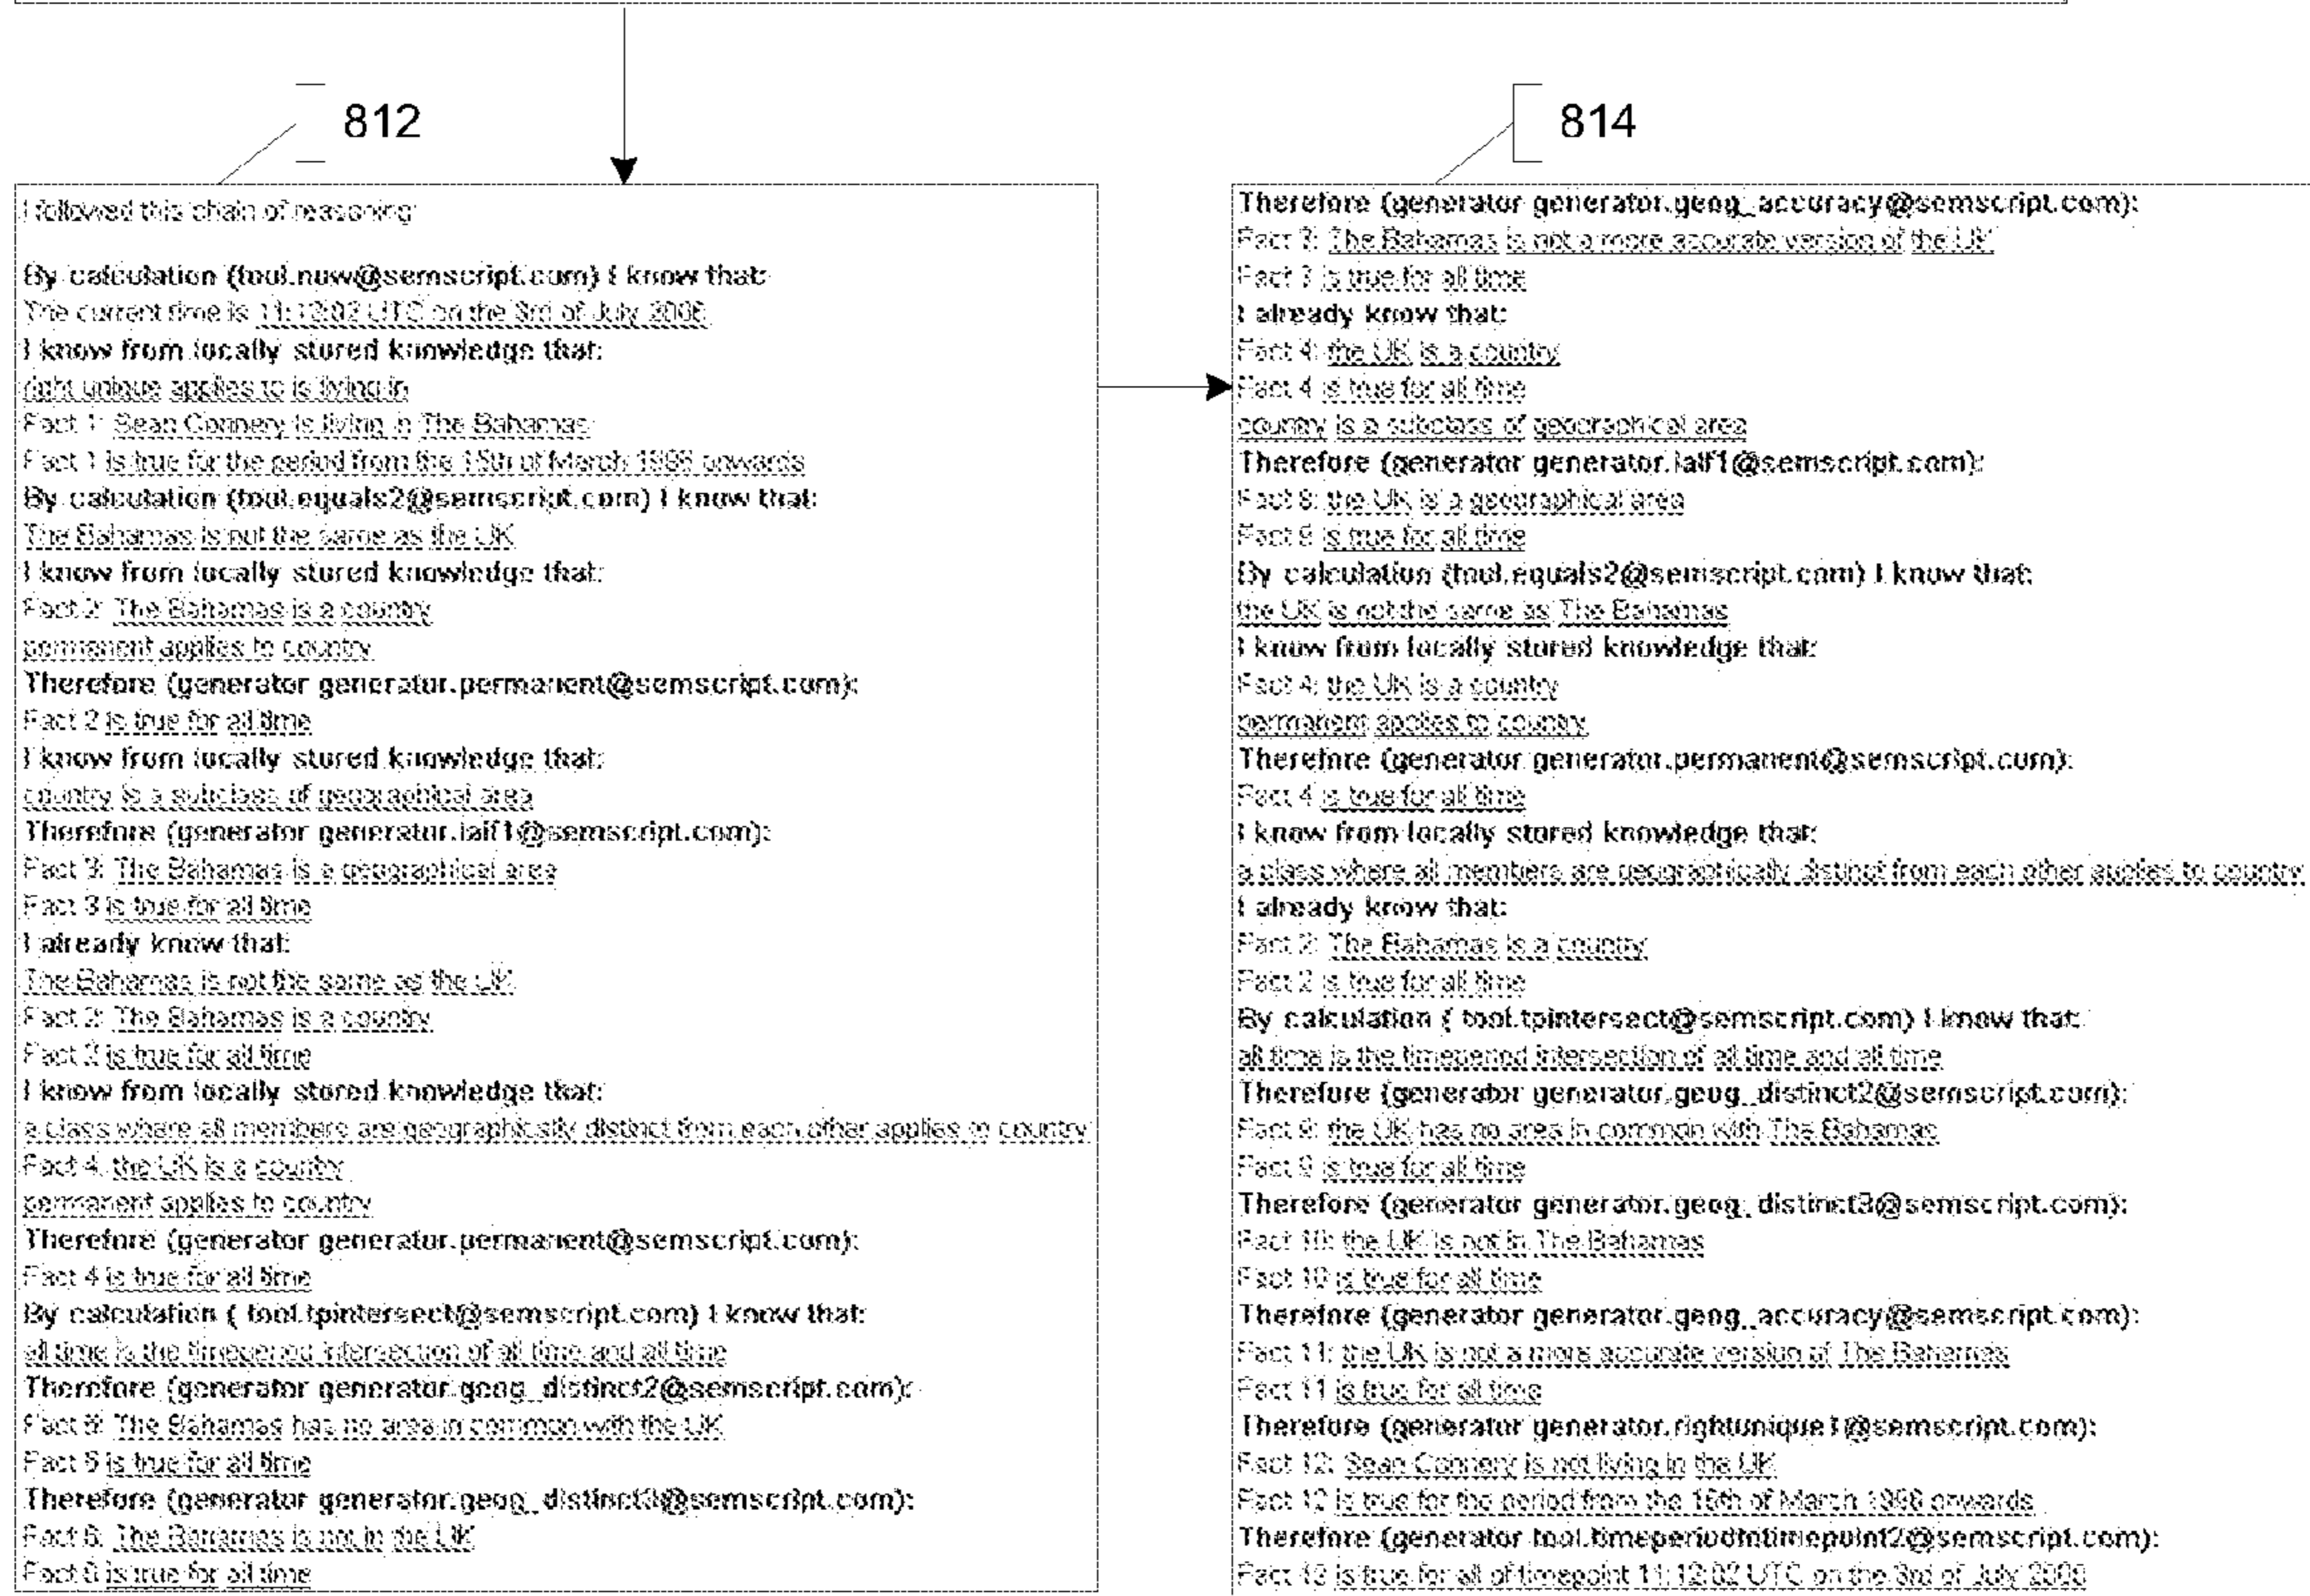 812
I followed this chain of reasoning:
By calculation (tool.now@semscript.com) I know that:
The current time is 11:12:02 UTC on the 3rd of July 2006
I know from locally stored knowledge that:
right unique applies to is living in
Fact 1: Sean Connery is living in The Bahamas
Fact 1 is true for the period from the 15th of March 1996 onwards
By calculation (tool.equals2@semscript.com) I know that:
The Bahamas is not the same as the UK
I know from locally stored knowledge that:
Fact 2: The Bahamas is a country
permanent applies to country
Therefore (generator generator.permanent@semscript.com):
Fact 2 is true for all time
I know from locally stored knowledge that:
country is a subclass of geographical area
Therefore (generator generator.iaif1@semscript.com):
Fact 3: The Bahamas is a geographical area
Fact 3 is true for all time
I already know that:
The Bahamas is not the same as the UK
Fact 2: The Bahamas is a country
Fact 2 is true for all time
I know from locally stored knowledge that:
a class where all members are geographically distinct from each other applies to country
Fact 4: the UK is a country
permanent applies to country
Therefore (generator generator.permanent@semscript.com):
Fact 4 is true for all time
By calculation ( tool.tpintersect@semscript.com) I know that:
all time is the timeperiod intersection of all time and all time
Therefore (generator generator.geog_distinct2@semscript.com):
Fact The Bahamas has no area in common with the UK
Fact 5 is true for all time
Therefore (generator generator.geog_distinct3@semscript.com):
Fact 6: The Bahamas is not in the UK
Fact 6 is true for all time
814
Therefore (generator generator.geog_accuracy@semscript.com):
Fact 7: The Bahamas is not a more accurate version of the UK
Fact 7 is true for all time
I already know that:
Fact 4: the UK is a country
Fact 4 is true for all time
country is a subclass of geographical area
Therefore (generator generator.iaif1@semscript.com):
Fact 8: the UK is a geographical area
Fact 8 is true for all time
By calculation (tool.equals2@semscript.com) I know that:
the UK is not the same as The Bahamas
I know from locally stored knowledge that:
Fact 4: the UK is a country
permanent applies to country
Therefore (generator generator.permanent@semscript.com):
Fact 4 is true for all time
I know from locally stored knowledge that:
a class where all members are geographically distinct from each other applies to country
I already know that:
Fact 2: The Bahamas is a country
Fact 2 is true for all time
By calculation ( tool.tpintersect@semscript.com) I know that:
all time is the timeperiod intersection of all time and all time
Therefore (generator generator.geog_distinct2@semscript.com):
Fact 9: the UK has no area in common with The Bahamas
Fact 9 is true for all time
Therefore (generator generator.geog_distinct3@semscript.com):
Fact 10: the UK is not in The Bahamas
Fact 10 is true for all time
Therefore (generator generator.geog_accuracy@semscript.com):
Fact 11: the UK is not a more accurate version of The Bahamas
Fact 11 is true for all time
Therefore (generator generator.rightunique1@semscript.com):
Fact 12: Sean Connery is not living in the UK
Fact 12 is true for the period from the 15th of March 1996 onwards
Therefore (generator tool.timeperiodtotimepoint2@semscript.com):
Fact is true for all of timepoint 11:12:02 UTC on the 3rd of July 2006